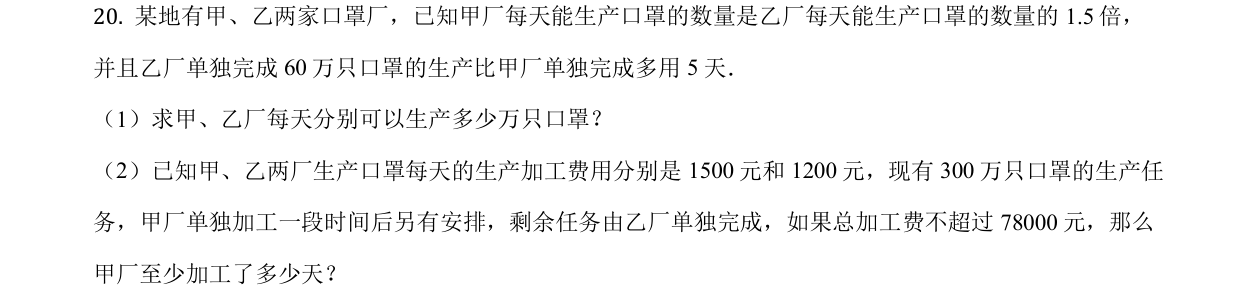 20. 某地有甲、乙两家口罩厂，已知甲厂每天能生产口罩的数量是乙厂每天能生产口罩的数量的 1.5 倍，
并且乙厂单独完成 60 万只口罩的生产比甲厂单独完成多用 5 天．
（1）求甲、乙厂每天分别可以生产多少万只口罩？
（2）已知甲、乙两厂生产口罩每天的生产加工费用分别是 1500 元和 1200 元，现有 300 万只口罩的生产任
务，甲厂单独加工一段时间后另有安排，剩余任务由乙厂单独完成，如果总加工费不超过 78000 元，那么
甲厂至少加工了多少天？